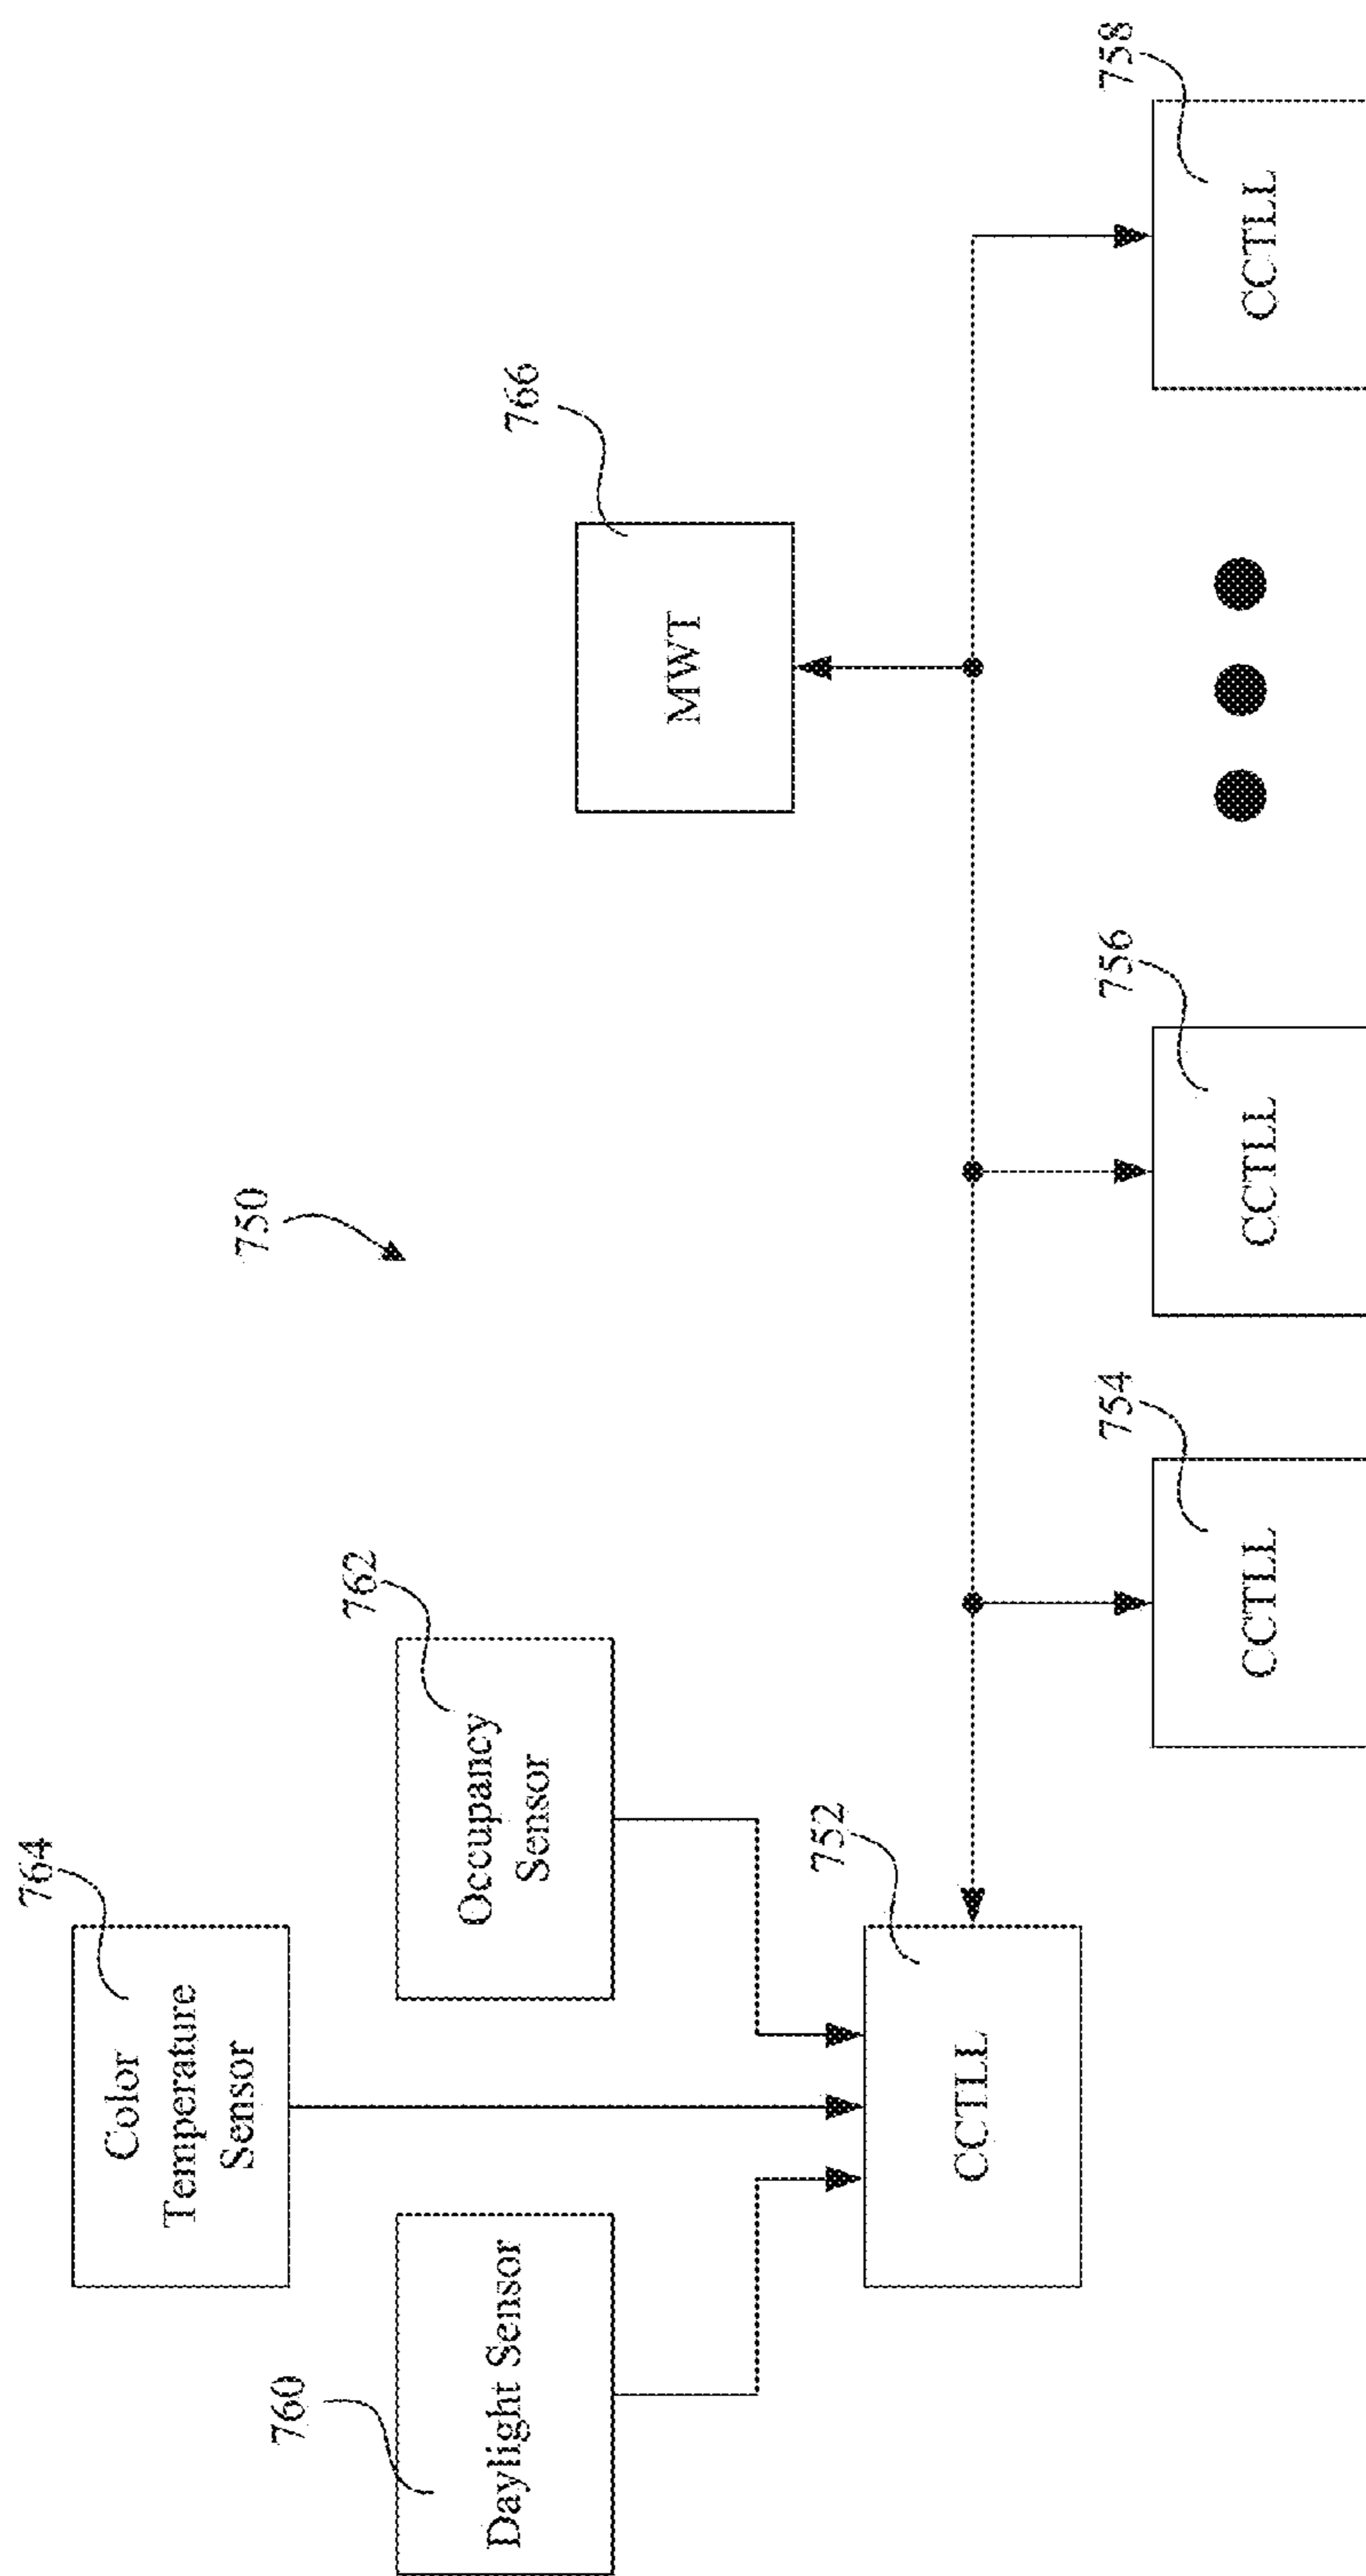 764
Color
Temperature
Sensor
750
760
Daylight Sensor
762
Occupancy
Sensor
766
MWT
752
CCTLL
754
CCTLL
756
CCTLL
758
CCTLL